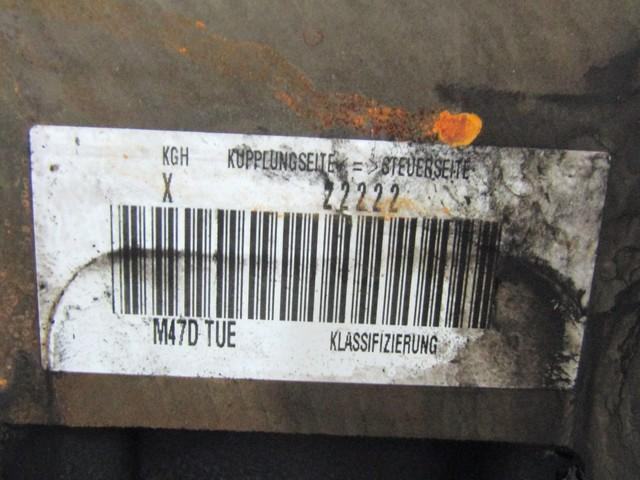 KGH KUPPLUNGSEITE < = > STEUERSEITE
X 22222
M47D TUE KLASSIFIZIERUNG